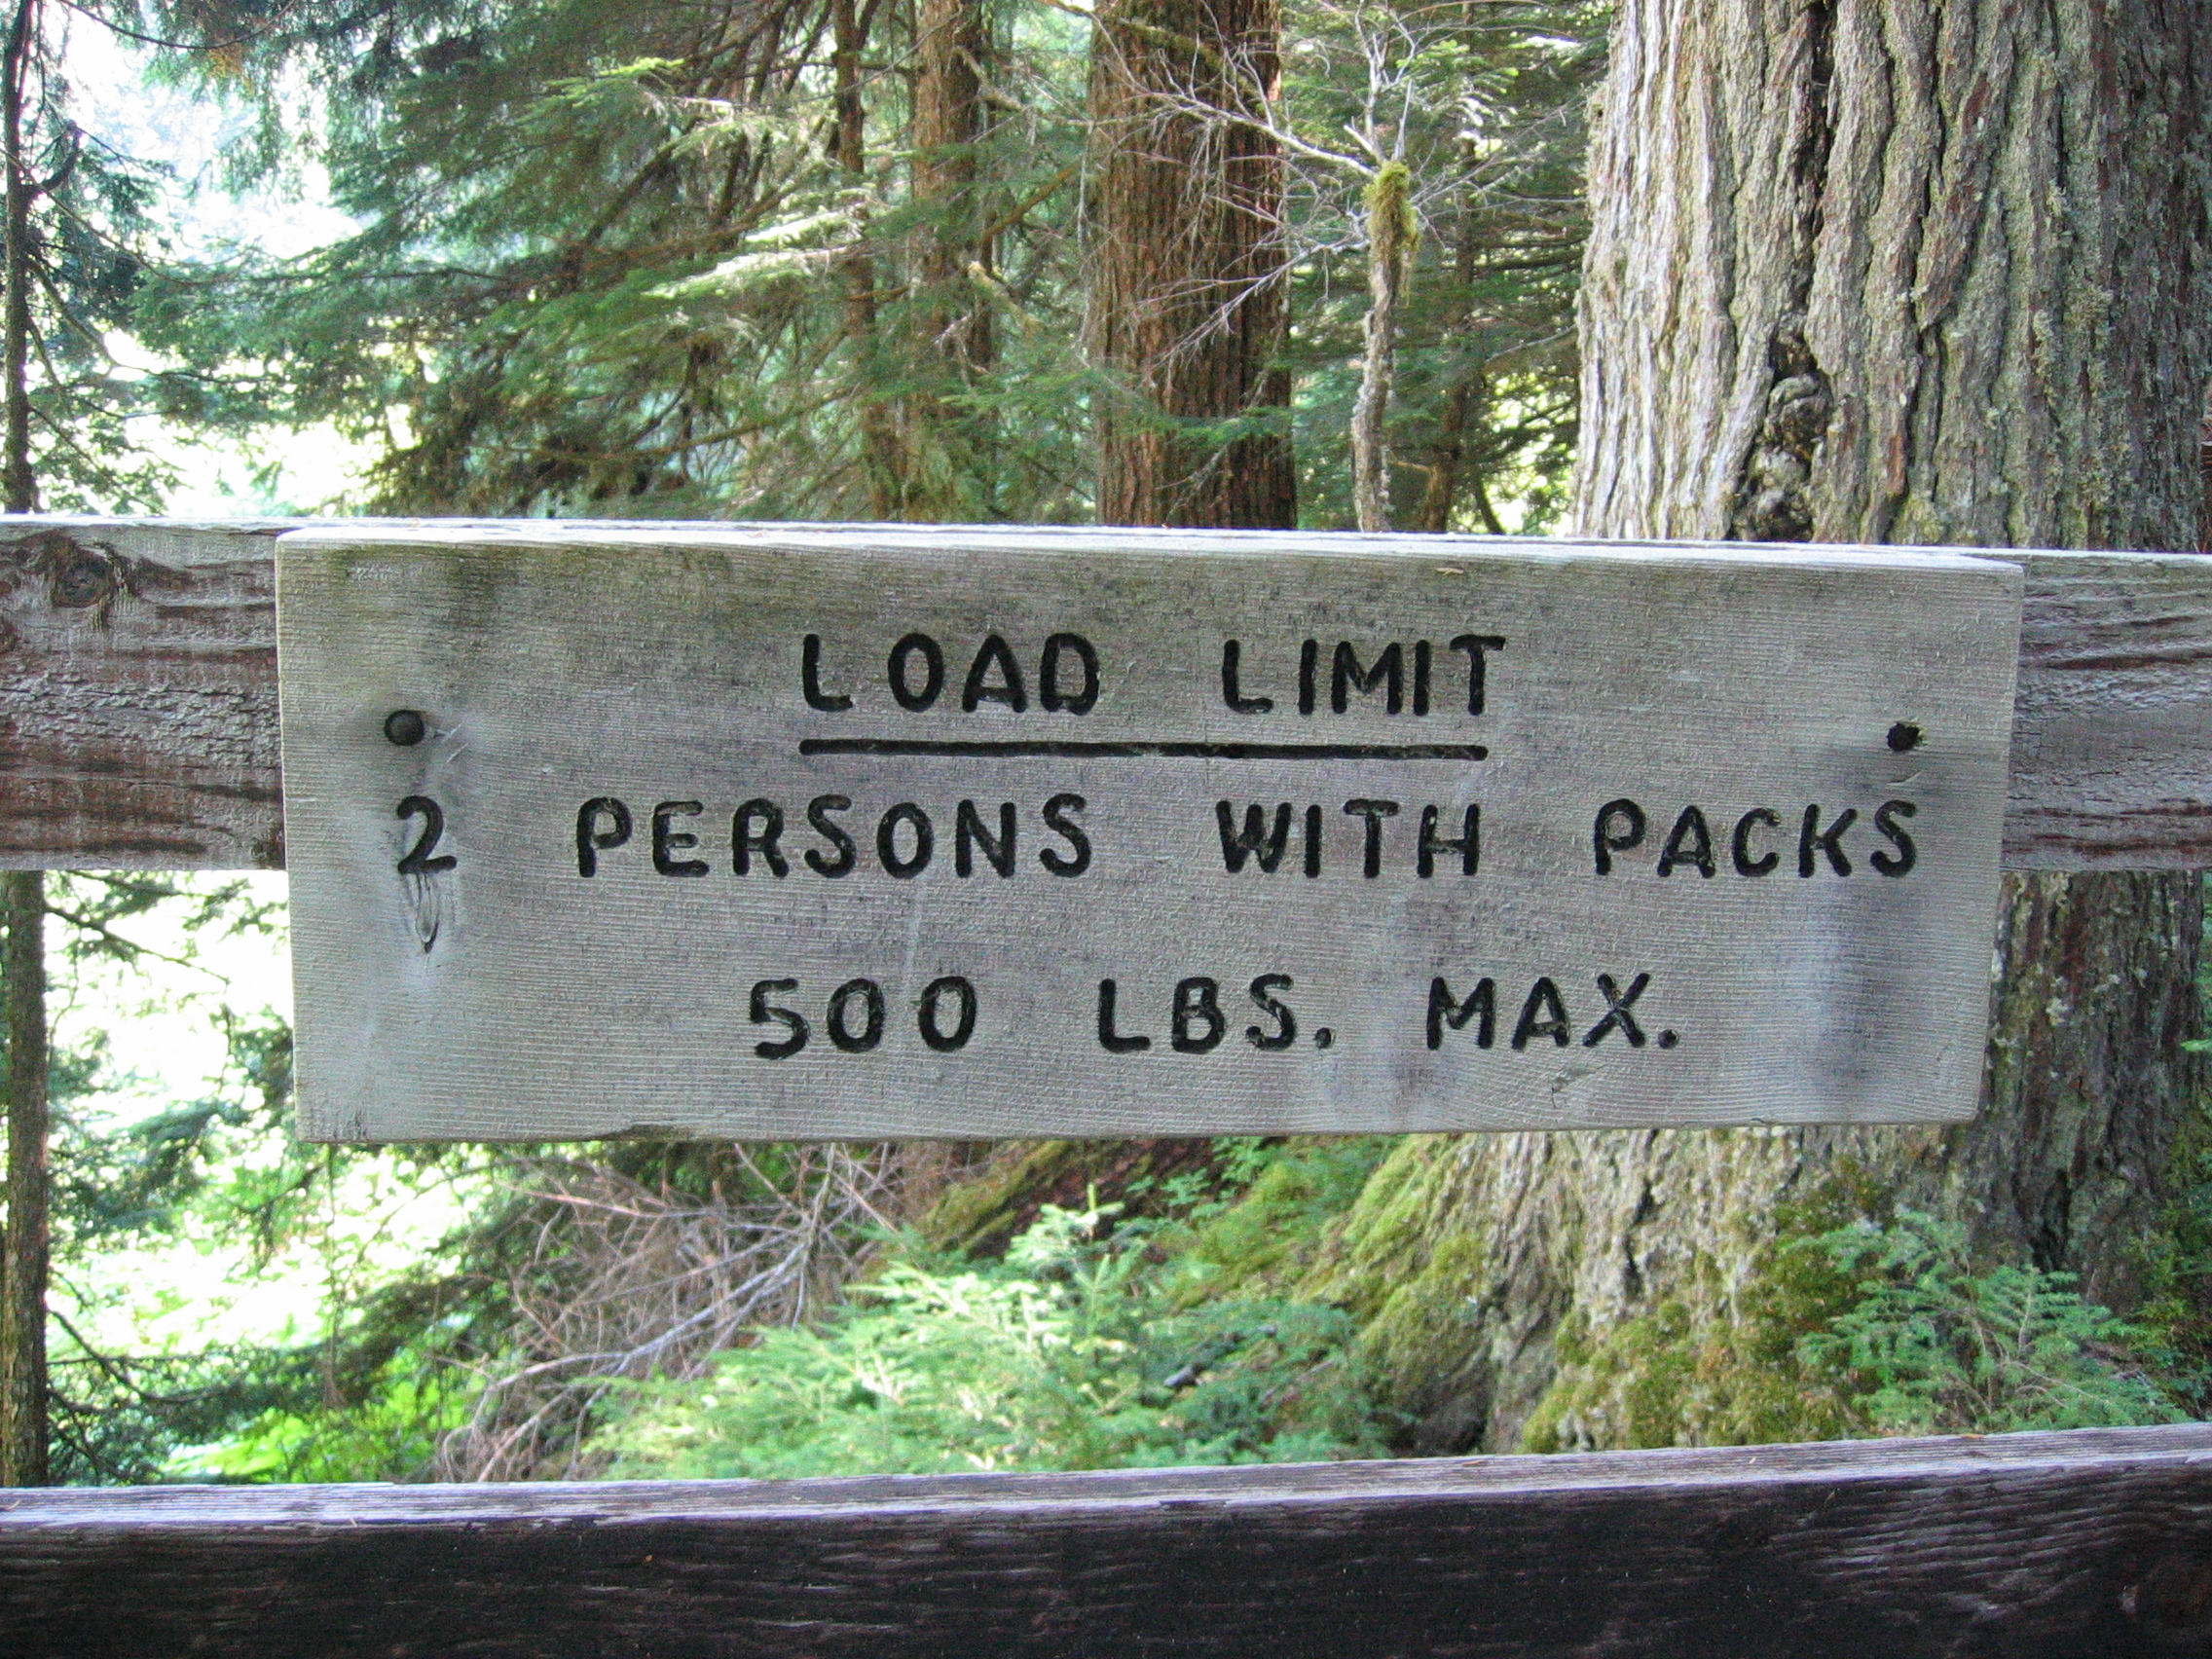 LOAD LIMIT
2 PERSONS WITH PACKS
500 LBS. MAX.